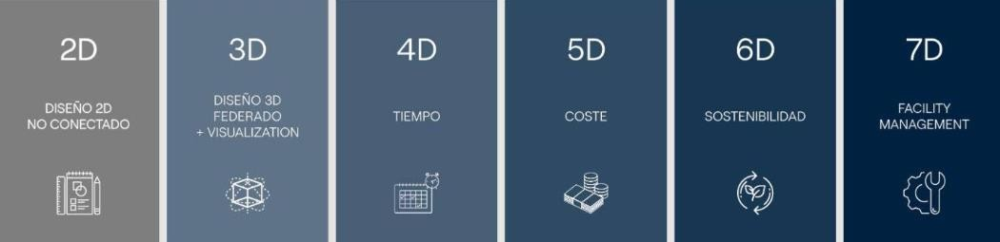 2D
DISEÑO 2D
NO CONECTADO
3D
DISEÑO 3D
FEDERADO
+ VISUALIZATION
4D
TIEMPO
5D
COSTE
6D
SOSTENIBILIDAD
7D
FACILITY
MANAGEMENT